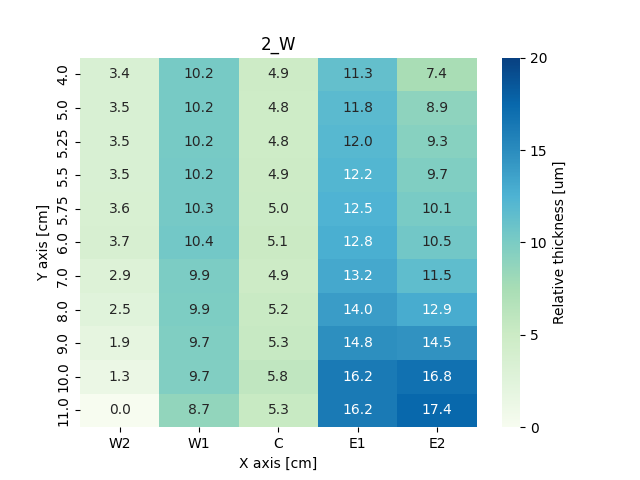 2_W
4.0 3.4 10.2 4.9 11.3 7.4
5.0 3.5 10.2 4.8 11.8 8.9
5.25 3.5 10.2 4.8 12.0 9.3
5.5 3.5 10.2 4.9 12.2 9.7
5.75 3.6 10.3 5.0 12.5 10.1
6.0 3.7 10.4 5.1 12.8 10.5
7.0 2.9 9.9 4.9 13.2 11.5
8.0 2.5 9.9 5.2 14.0 12.9
9.0 1.9 9.7 5.3 14.8 14.5
10.0 1.3 9.7 5.8 16.2 16.8
11.0 0.0 8.7 5.3 16.2 17.4
W2 W1 C E1 E2
X axis [cm]
Y axis [cm]
20
15
10
5
0
Relative thickness [um]